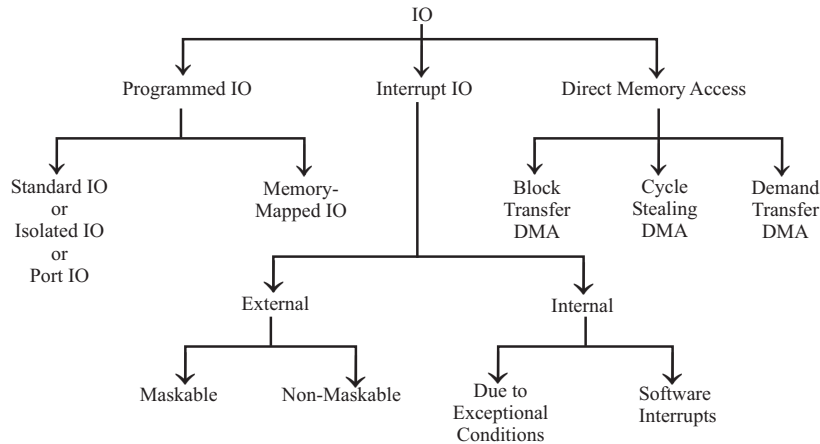 IO
Programmed IO
Interrupt IO
Direct Memory Access
Standard IO
or
Isolated IO
or
Port IO
Memory-
Mapped IO
Block
Transfer
DMA
Cycle
Stealing
DMA
Demand
Transfer
DMA
External
Internal
Maskable
Non-Maskable
Due to
Exceptional
Conditions
Software
Interrupts